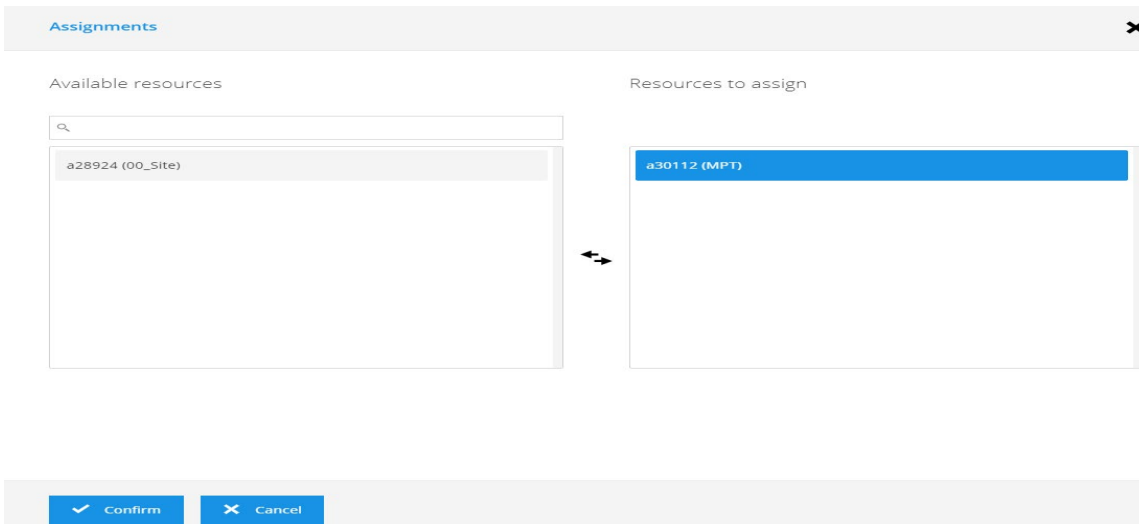 Assignments
Available resources
Resources to assign
a28924 (00_Site)
a30112 (MPT)
Confirm
Cancel